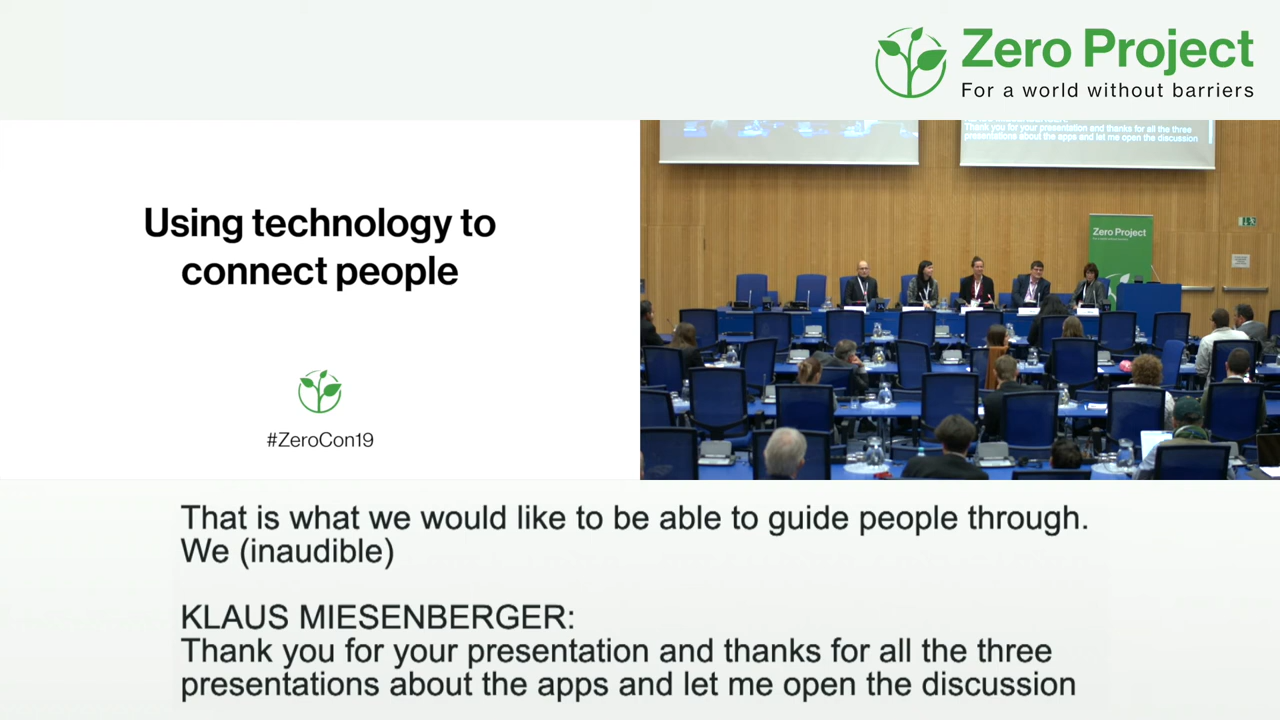 Zero Project
For a world without barriers
Thank you for your presentation and thanks for all the three
presentations about the apps and let me open the discussion
Using technology to
connect people
Zero Project
#ZeroCon19
That is what we would like to be able to guide people through.
We (inaudible)
KLAUS MIESENBERGER:
Thank you for your presentation and thanks for all the three
presentations about the apps and let me open the discussion